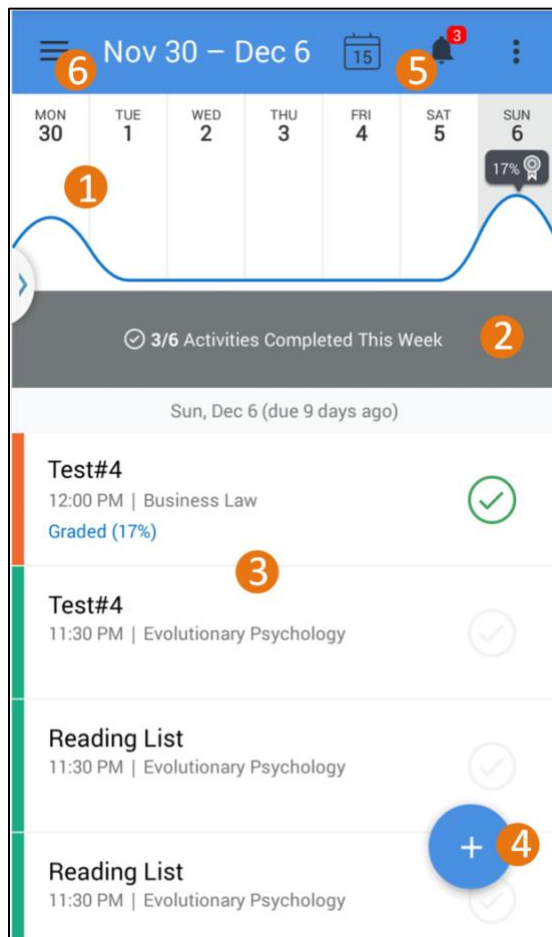 6 Nov 30 – Dec 6 15 5 3
MON TUE WED THU FRI SAT SUN
30 1 2 3 4 5 6
1 17%
3/6 Activities Completed This Week 2
Sun, Dec 6 (due 9 days ago)
Test#4
12:00 PM | Business Law
Graded (17%)
3
Test#4
11:30 PM | Evolutionary Psychology
Reading List
11:30 PM | Evolutionary Psychology
+ 4
Reading List
11:30 PM | Evolutionary Psychology